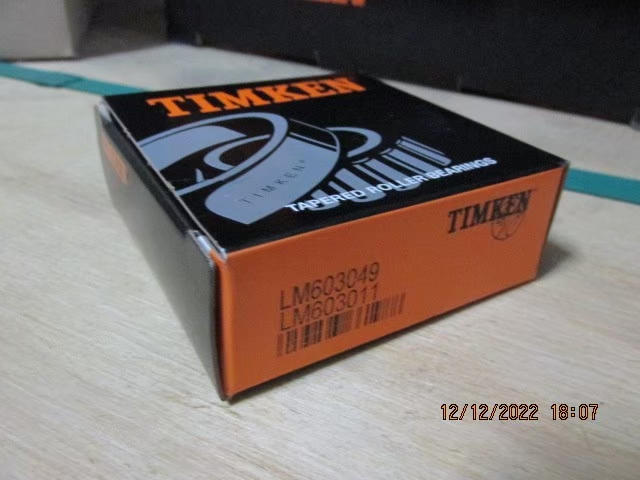 TIMKEN
TIMKEN®
TAPERED ROLLER BEARINGS
TIMKEN
LM603049
LM603011
12/12/2022 18:07